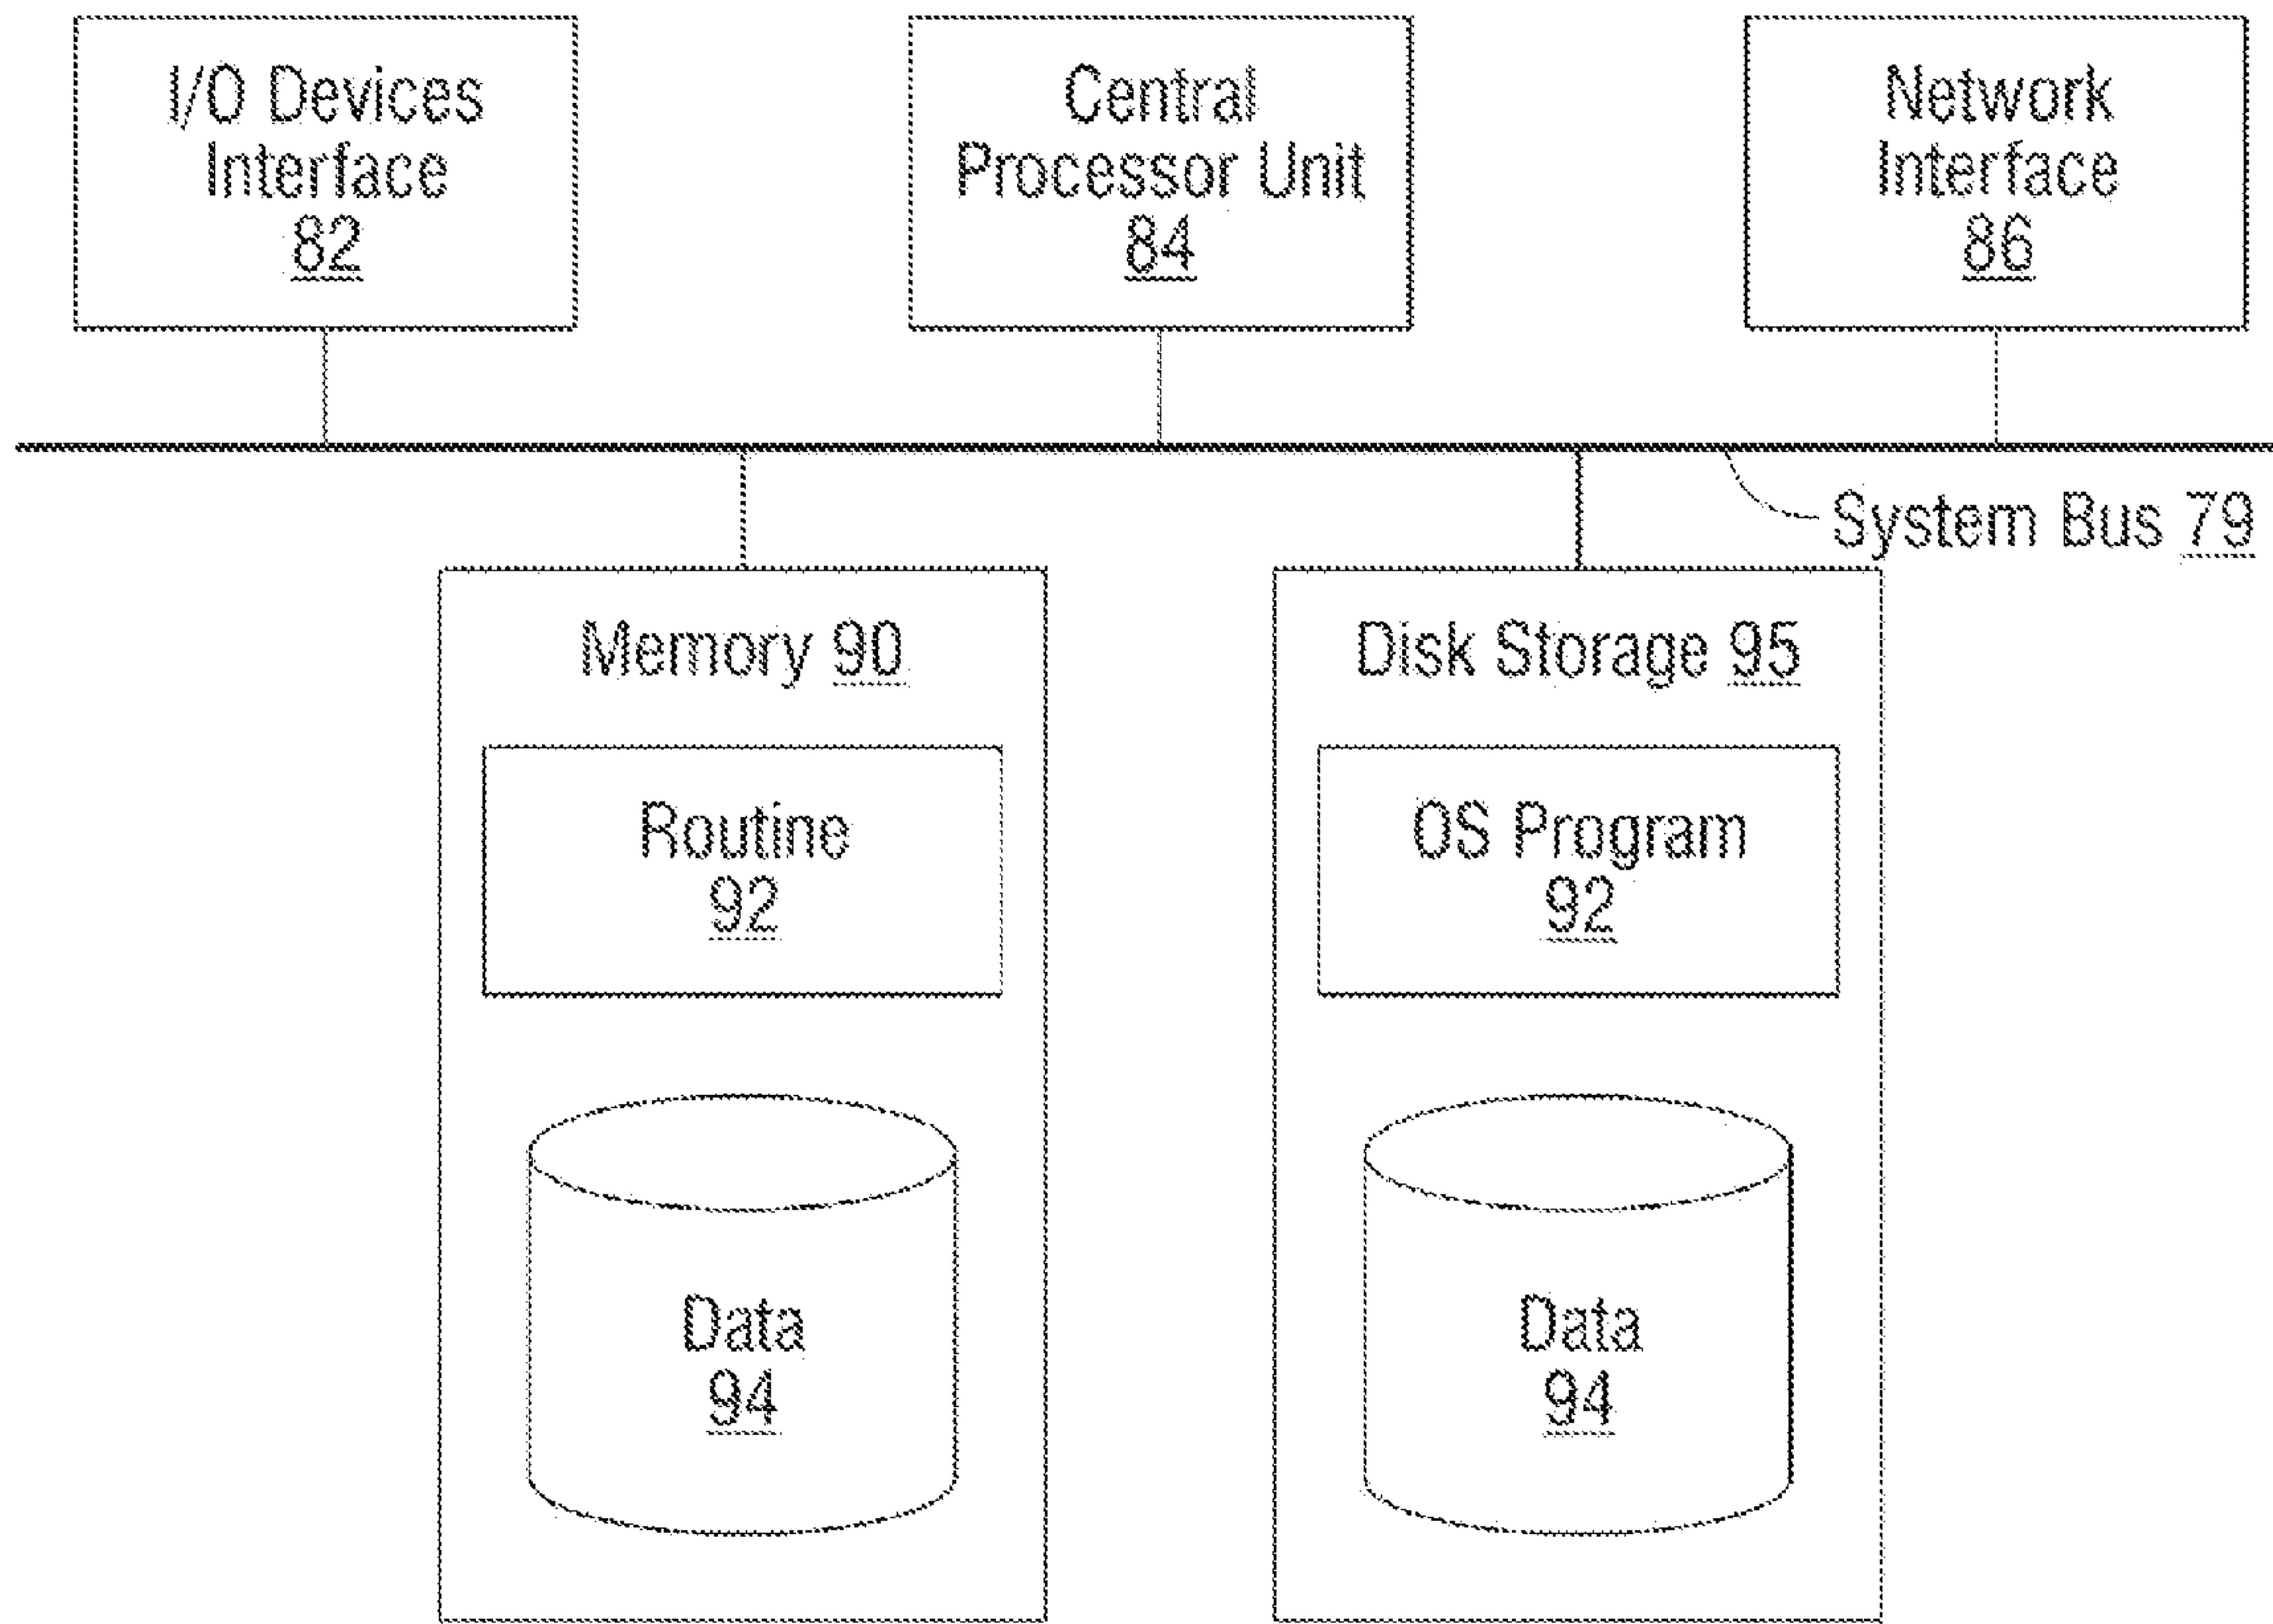 I/O Devices
Interface
82
Central
Processor Unit
84
Network
Interface
86
System Bus 79
Memory 90
Routine
92
Data
94
Disk Storage 95
OS Program
92
Data
94